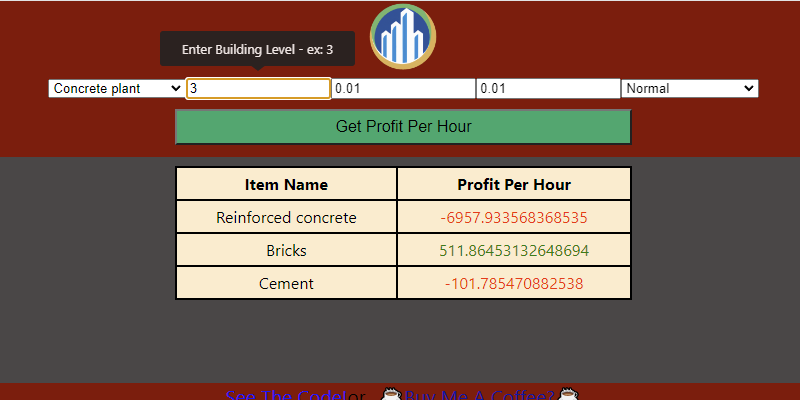 Enter Building Level - ex: 3
Concrete plant 3 0.01 0.01 Normal
Get Profit Per Hour
Item Name Profit Per Hour
Reinforced concrete -6957.933568368535
Bricks 511.86453132648694
Cement -101.785470882538
See The Code! or Buy Me A Coffee?